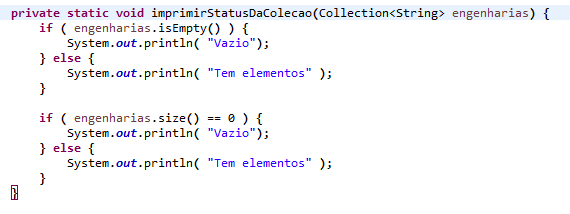 private static void imprimirStatusDaColecao(Collection<String> engenharias) {
    if ( engenharias.isEmpty() ) {
        System.out.println( "Vazio");
    } else {
        System.out.println( "Tem elementos" );
    }

    if ( engenharias.size() == 0 ) {
        System.out.println( "Vazio");
    } else {
        System.out.println( "Tem elementos" );
    }
}